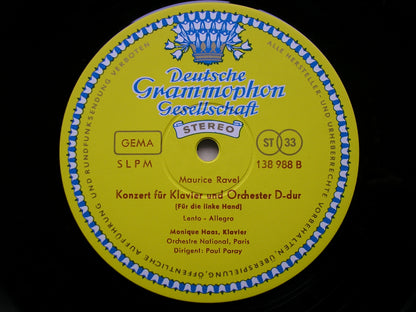 Deutsche
Grammophon
Gesellschaft
STEREO
GEMA
ST 33
SLPM
138 988 B
Maurice Ravel
Konzert für Klavier und Orchester D-dur
[Für die linke Hand]
Lento - Allegro
Monique Haas, Klavier
Orchestre National, Paris
Dirigent: Paul Paray
ALLE HERSTELLER- UND URHEBERRECHTE VORBEHALTEN, ÜBERSPIELUNG, ÖFFENTLICHE AUFFÜHRUNG UND RUNDFUNKSENDUNG VERBOTEN